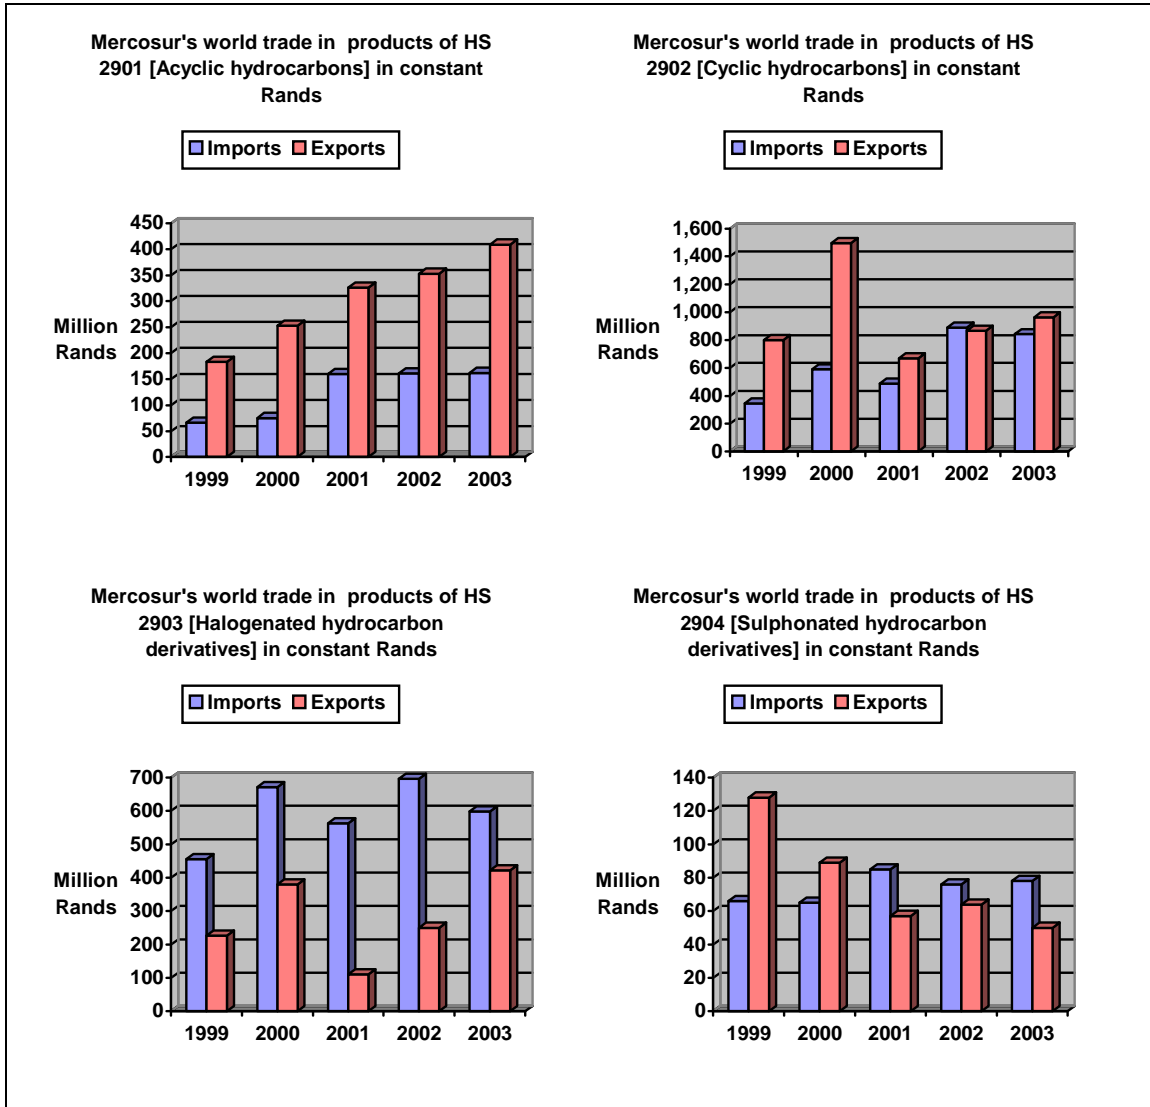 Mercosur's world trade in products of HS
2901 [Acyclic hydrocarbons] in constant
Rands
Imports Exports
450
400
350
300
250
200
150
100
50
0
Million
Rands
1999 2000 2001 2002 2003
Mercosur's world trade in products of HS
2902 [Cyclic hydrocarbons] in constant
Rands
Imports Exports
1,600
1,400
1,200
1,000
800
600
400
200
0
Million
Rands
1999 2000 2001 2002 2003
Mercosur's world trade in products of HS
2903 [Halogenated hydrocarbon
derivatives] in constant Rands
Imports Exports
700
600
500
400
300
200
100
0
Million
Rands
1999 2000 2001 2002 2003
Mercosur's world trade in products of HS
2904 [Sulphonated hydrocarbon
derivatives] in constant Rands
Imports Exports
140
120
100
80
60
40
20
0
Million
Rands
1999 2000 2001 2002 2003